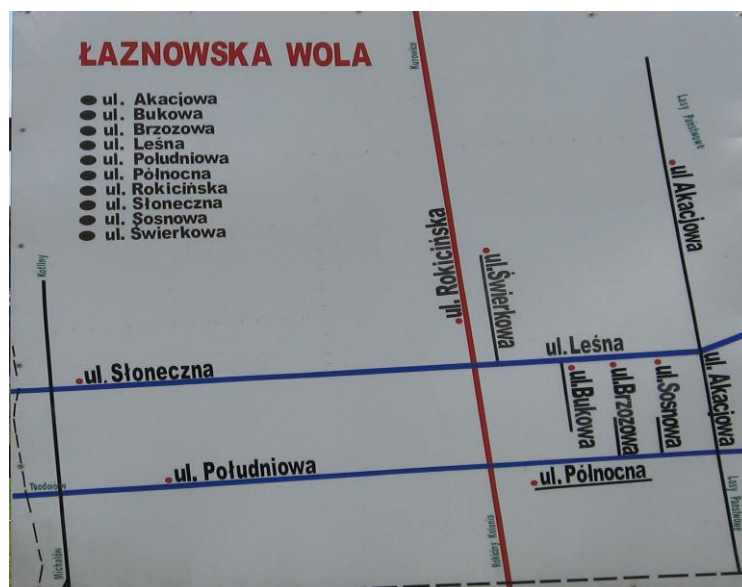 ŁAZNOWSKA WOLA
ul. Akacjowa
ul. Bukowa
ul. Brzozowa
ul. Leśna
ul. Południowa
ul. Północna
ul. Rokicińska
ul. Słoneczna
ul. Sosnowa
ul. Świerkowa
Kurowice
Lasy Państwowe
ul Akacjowa
Kotliny
ul. Rokicińska
ul.Świerkowa
ul. Leśna
ul. Słoneczna
ul.Bukowa
ul.Brzozowa
ul.Sosnowa
ul. Akacjowa
ul. Południowa
ul. Północna
Teodorów
Michałów
Rokiciny Kolonia
Lasy Państwowe